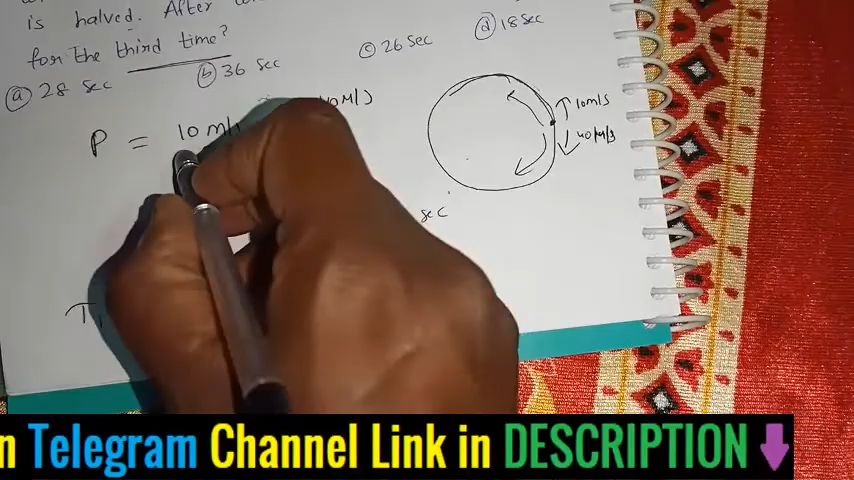 is halved. After
for the third time?
(a) 28 sec (b) 36 sec (c) 26 sec (d) 18 sec
P = 10 m/s
10 m/s
40 m/s
sec
T₁
n Telegram Channel Link in DESCRIPTION